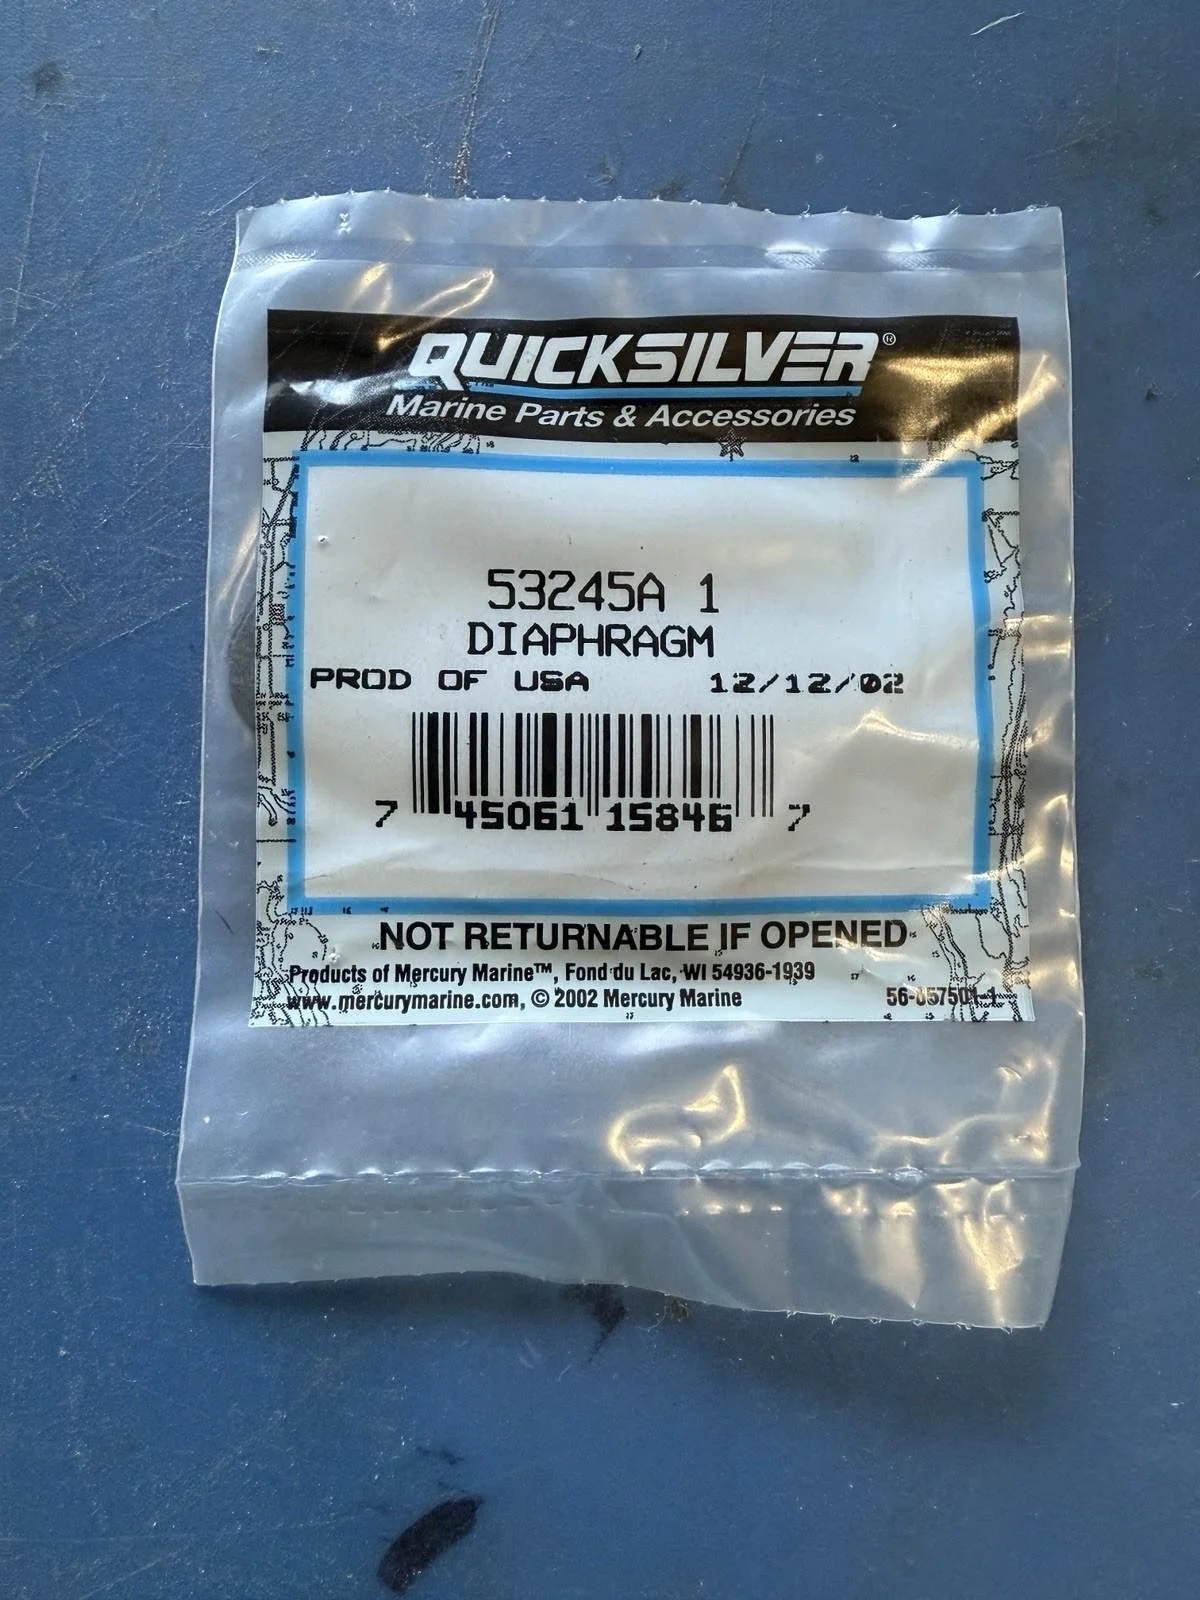 QUICKSILVER®
Marine Parts & Accessories
53245A 1
DIAPHRAGM
PROD OF USA 12/12/02
7 45061 15846 7
NOT RETURNABLE IF OPENED
Products of Mercury Marine™, Fond du Lac, WI 54936-1939
www.mercurymarine.com, © 2002 Mercury Marine